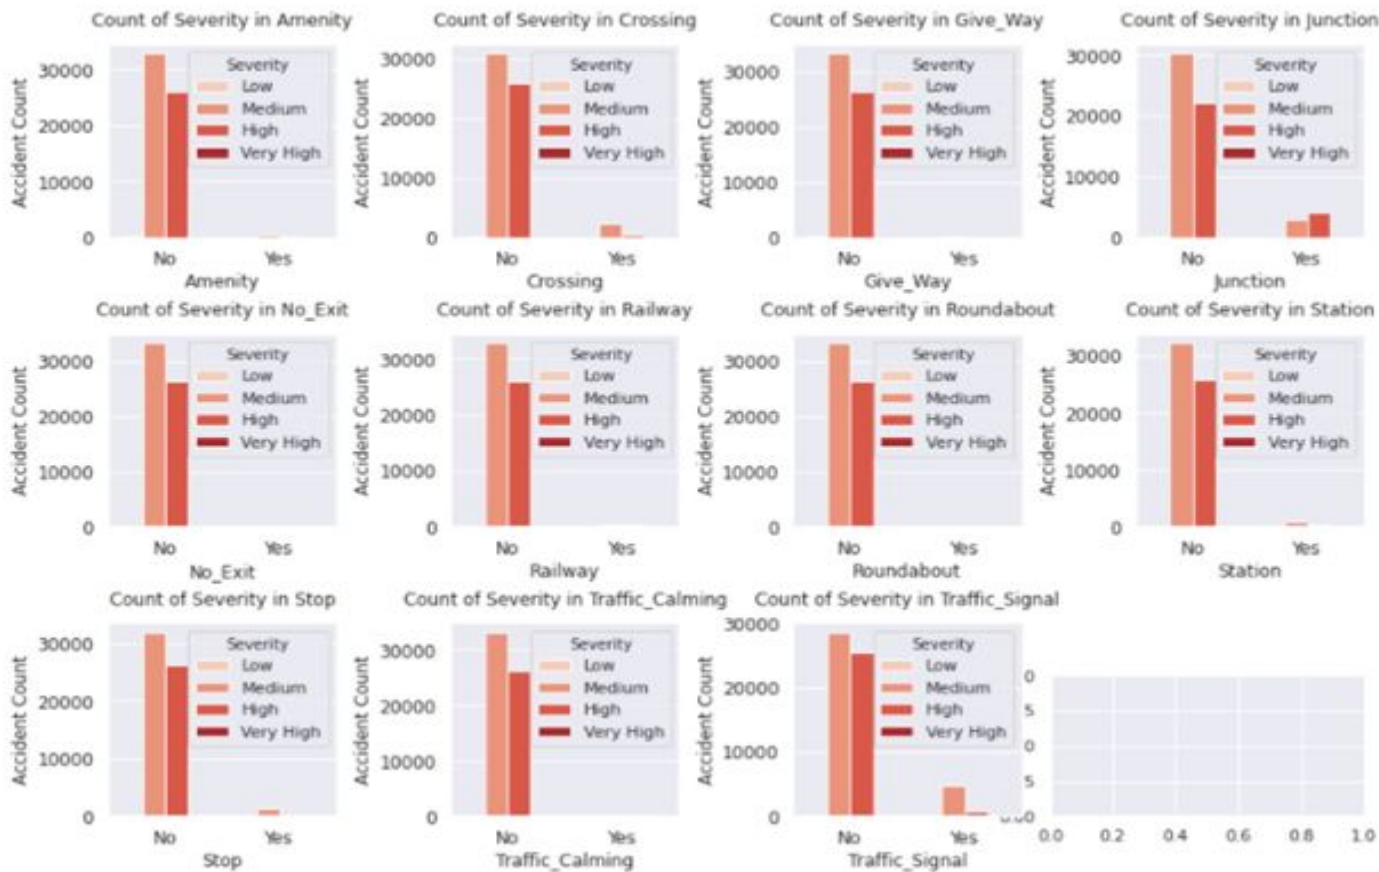 Count of Severity in Amenity
Accident Count
30000
20000
10000
0
Severity
Low
Medium
High
Very High
No Yes
Amenity
Count of Severity in Crossing
Accident Count
30000
20000
10000
0
Severity
Low
Medium
High
Very High
No Yes
Crossing
Count of Severity in Give_Way
Accident Count
30000
20000
10000
0
Severity
Low
Medium
High
Very High
No Yes
Give_Way
Count of Severity in Junction
Accident Count
30000
20000
10000
0
Severity
Low
Medium
High
Very High
No Yes
Junction
Count of Severity in No_Exit
Accident Count
30000
20000
10000
0
Severity
Low
Medium
High
Very High
No Yes
No_Exit
Count of Severity in Railway
Accident Count
30000
20000
10000
0
Severity
Low
Medium
High
Very High
No Yes
Railway
Count of Severity in Roundabout
Accident Count
30000
20000
10000
0
Severity
Low
Medium
High
Very High
No Yes
Roundabout
Count of Severity in Station
Accident Count
30000
20000
10000
0
Severity
Low
Medium
High
Very High
No Yes
Station
Count of Severity in Stop
Accident Count
30000
20000
10000
0
Severity
Low
Medium
High
Very High
No Yes
Stop
Count of Severity in Traffic_Calming
Accident Count
30000
20000
10000
0
Severity
Low
Medium
High
Very High
No Yes
Traffic_Calming
Count of Severity in Traffic_Signal
Accident Count
30000
20000
10000
0
Severity
Low
Medium
High
Very High
No Yes
Traffic_Signal
0
5
0
5
0.0 0.2 0.4 0.6 0.8 1.0